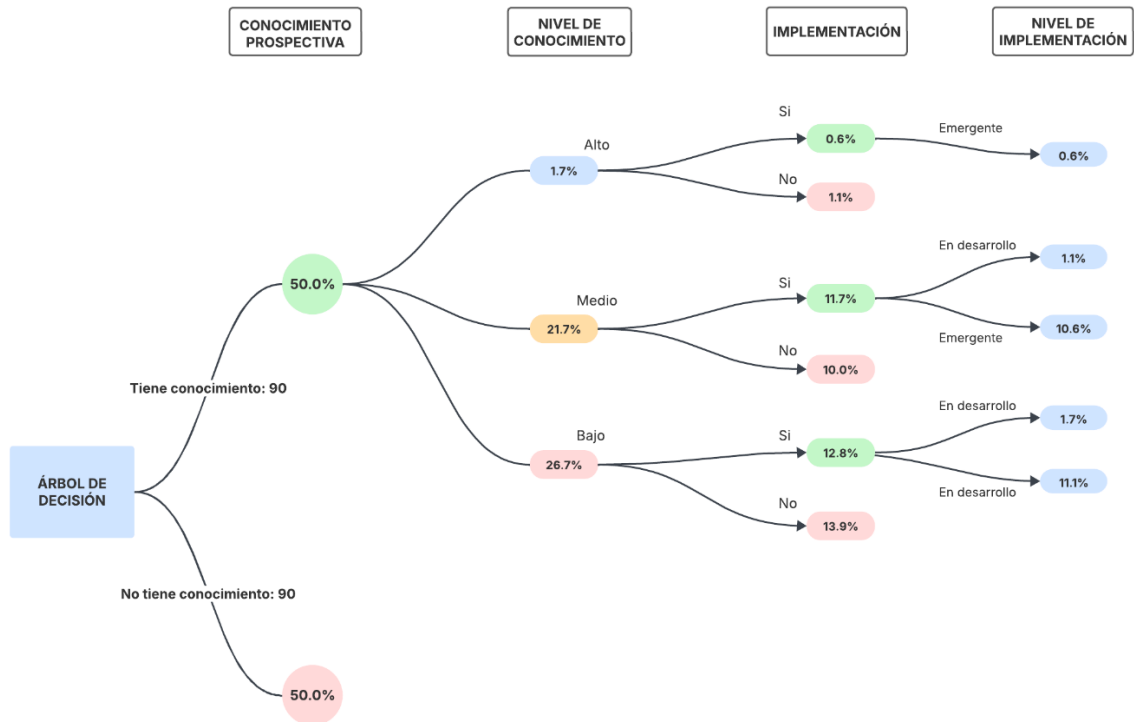 CONOCIMIENTO
PROSPECTIVA
NIVEL DE
CONOCIMIENTO
IMPLEMENTACIÓN
NIVEL DE
IMPLEMENTACIÓN
Si
Emergente
0.6%
0.6%
Alto
1.7%
No
1.1%
En desarrollo
1.1%
50.0%
Si
11.7%
Medio
21.7%
10.6%
Emergente
No
10.0%
Tiene conocimiento: 90
En desarrollo
1.7%
Bajo
26.7%
Si
12.8%
11.1%
En desarrollo
No
13.9%
ÁRBOL DE
DECISIÓN
No tiene conocimiento: 90
50.0%